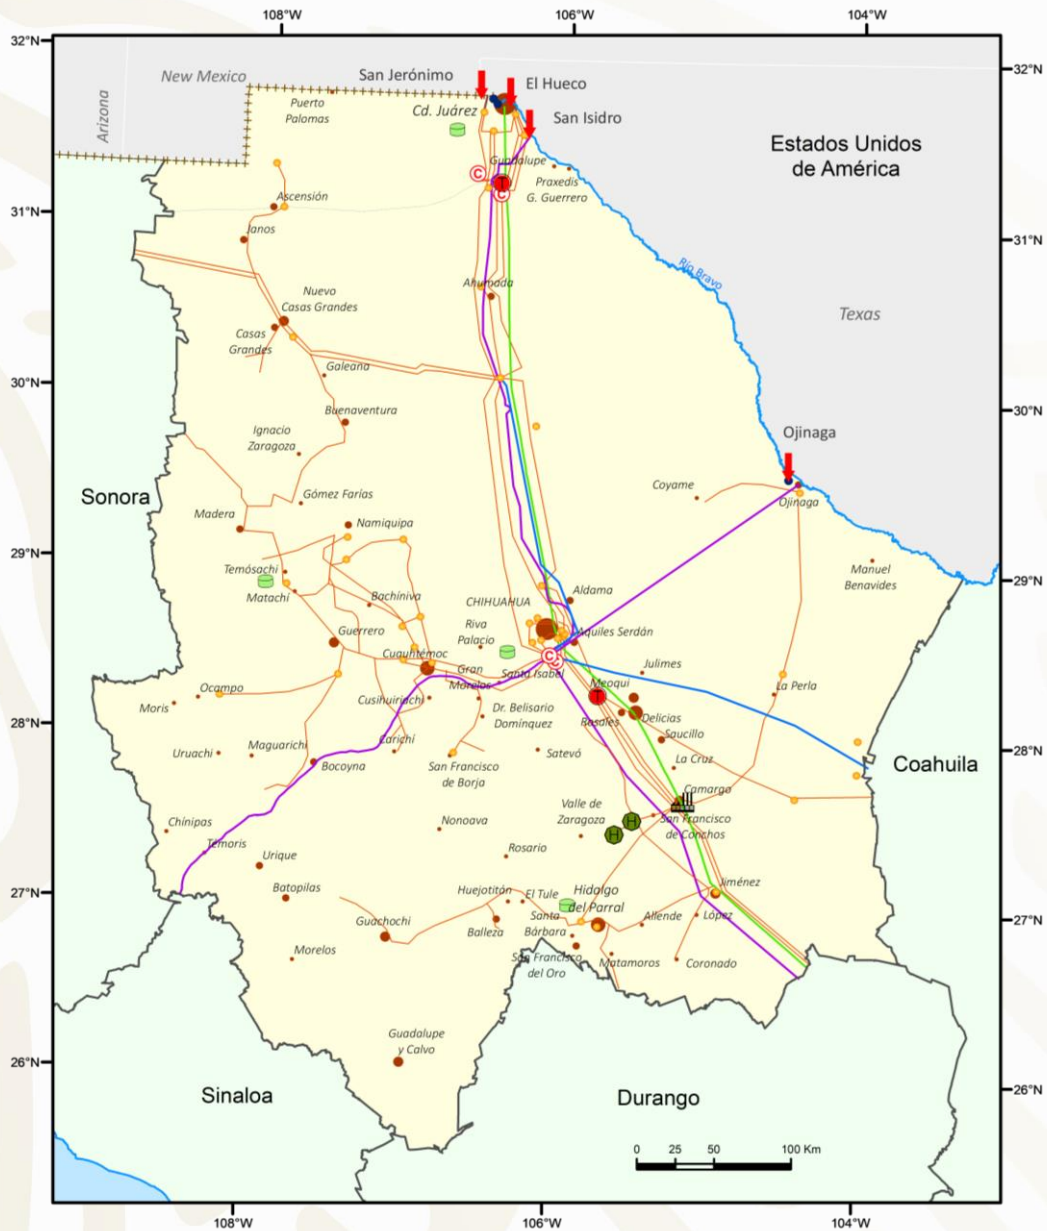 108°W
106°W
104°W
32°N
32°N
New Mexico
San Jerónimo
El Hueco
Arizona
Puerto
Palomas
Cd. Juárez
San Isidro
Estados Unidos
de América
Guadalupe
Praxedis
G. Guerrero
Ascensión
31°N
31°N
Janos
Río Bravo
Ahumada
Nuevo
Casas Grandes
Casas
Grandes
Texas
Galeana
30°N
30°N
Buenaventura
Ignacio
Zaragoza
Ojinaga
Coyame
Sonora
Gómez Farías
Ojinaga
Madera
Namiquipa
29°N
29°N
Temósachi
Manuel
Benavides
Matachí
Bachíniva
Aldama
CHIHUAHUA
Riva
Palacio
Guerrero
Aquiles Serdán
Cuauhtémoc
Gran
Morelos
Santa Isabel
Julimes
Meoqui
Ocampo
Cusihuiriachi
La Perla
Moris
Dr. Belisario
Domínguez
Rosales
Delicias
28°N
28°N
Saucillo
Uruachi
Maguarichi
Carichí
Satevó
La Cruz
Coahuila
Bocoyna
San Francisco
de Borja
Camargo
Valle de
Zaragoza
San Francisco
de Conchos
Chínipas
Nonoava
Témoris
Urique
Rosario
27°N
27°N
Batopilas
Huejotitán
El Tule
Hidalgo
del Parral
Jiménez
Guachochi
Balleza
Santa
Bárbara
Allende
López
Morelos
San Francisco
del Oro
Matamoros
Coronado
Guadalupe
y Calvo
26°N
26°N
Sinaloa
Durango
0 25 50 100 Km
108°W
106°W
104°W
C
T
C
C
C
T
H
H